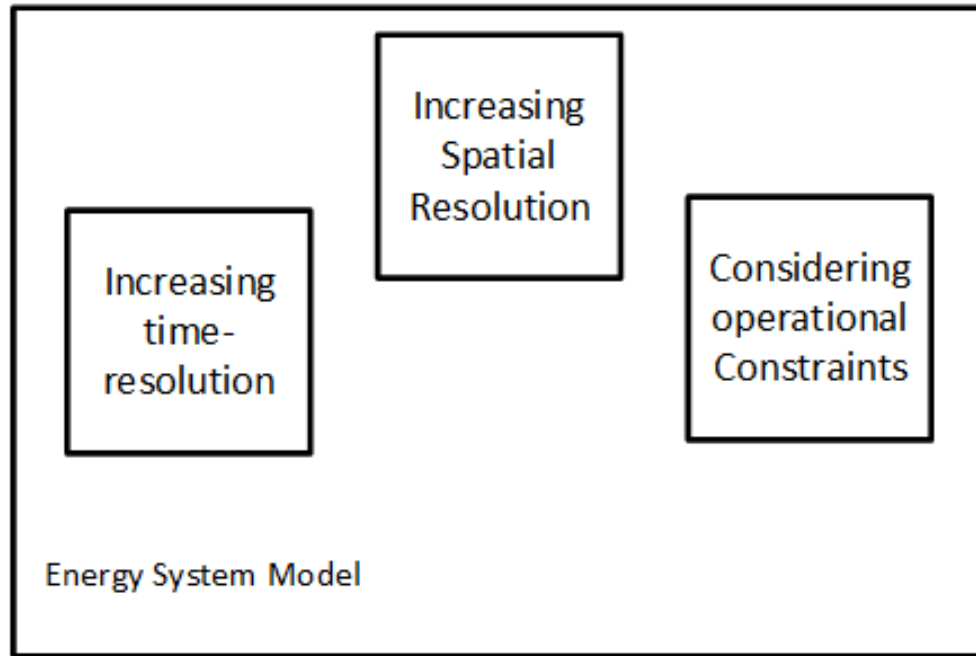 Increasing
Spatial
Resolution
Increasing
time-
resolution
Considering
operational
Constraints
Energy System Model